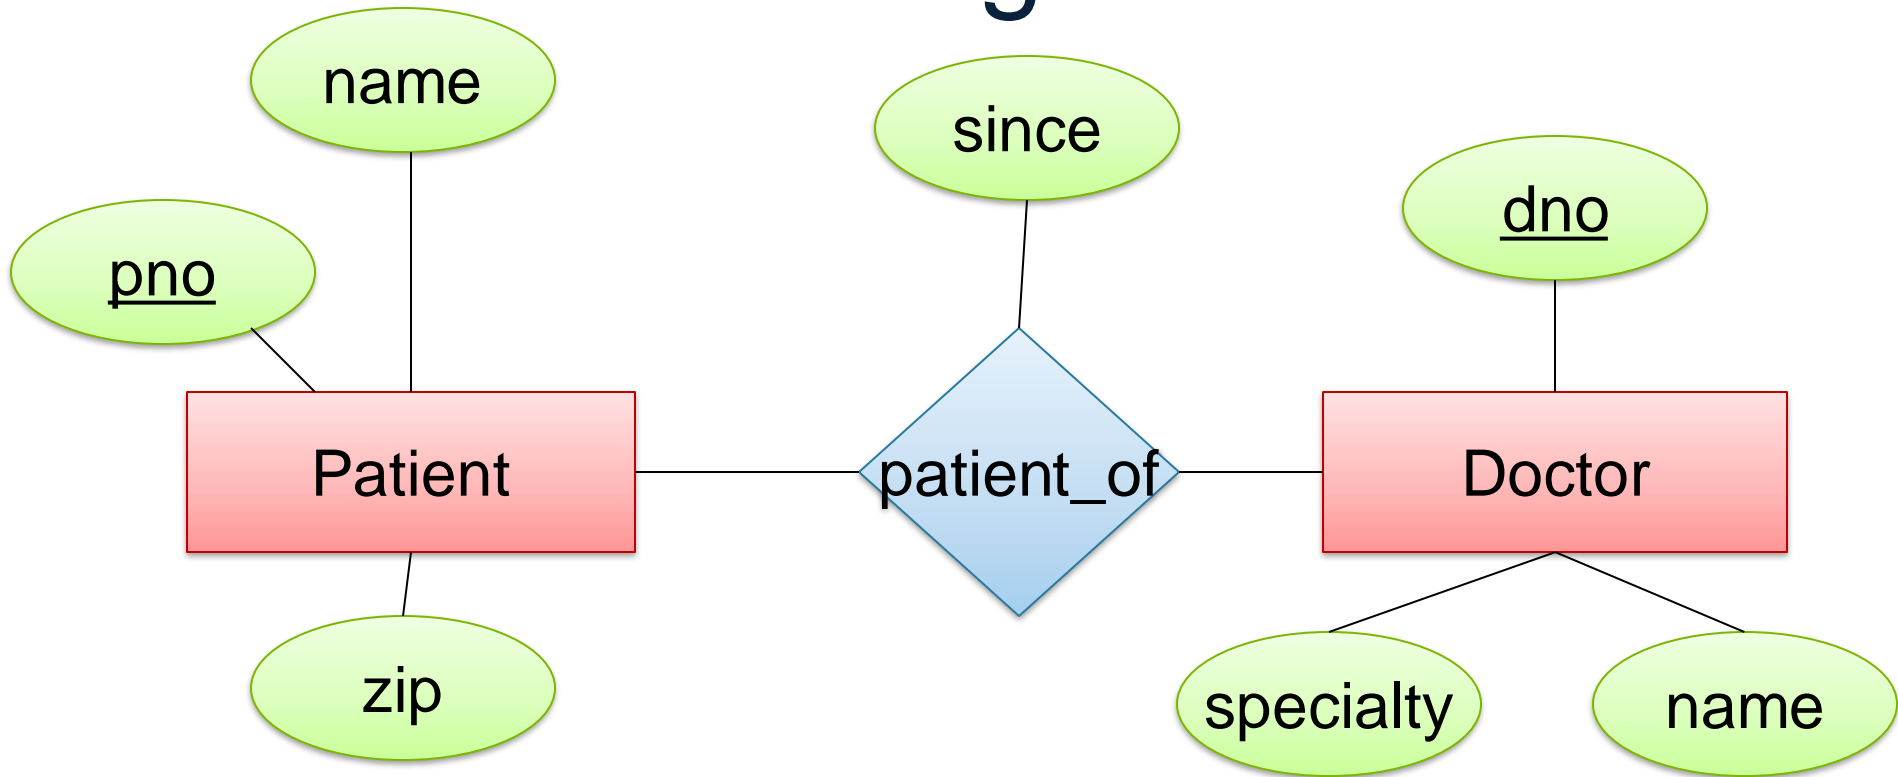 g
name
since
dno
pno
Patient
patient_of
Doctor
zip
specialty
name